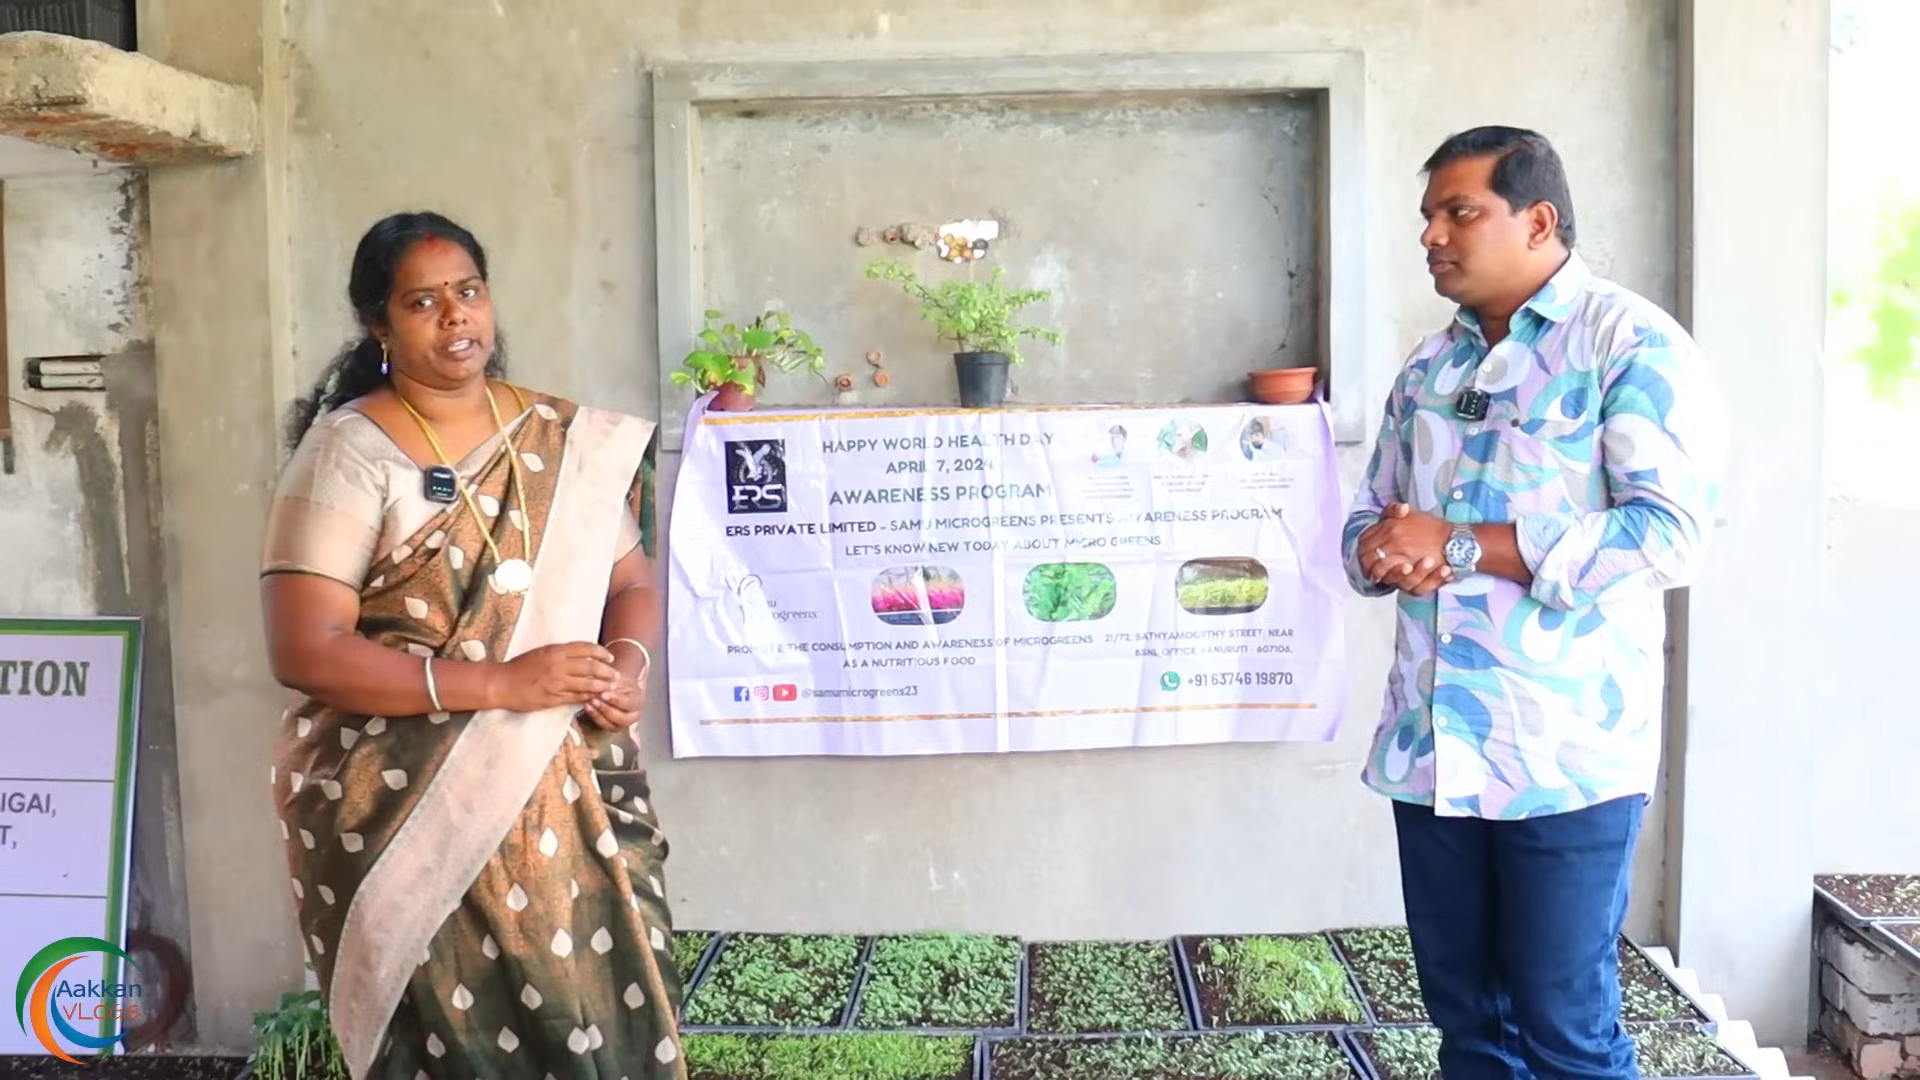 HAPPY WORLD HEALTH DAY
APRIL 7, 2024
AWARENESS PROGRAM
ERS
ERS PRIVATE LIMITED - SAMU MICROGREENS PRESENTS AWARENESS PROGRAM
LET'S KNOW NEW TODAY ABOUT MICRO GREENS
Samu
Microgreens
PROMOTE THE CONSUMPTION AND AWARENESS OF MICROGREENS
AS A NUTRITIOUS FOOD
21/72, SATHYAMOORTHY STREET, NEAR
BSNL OFFICE, PANRUTI - 607106.
@samumicrogreens23
+91 63746 19870
TION
IGAI,
T,
Aakkan
VLogs